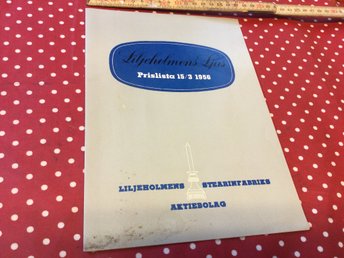 Liljeholmens Ljus
Prislista 15/3 1950
LILJEHOLMENS STEARINFABRIKS
AKTIEBOLAG